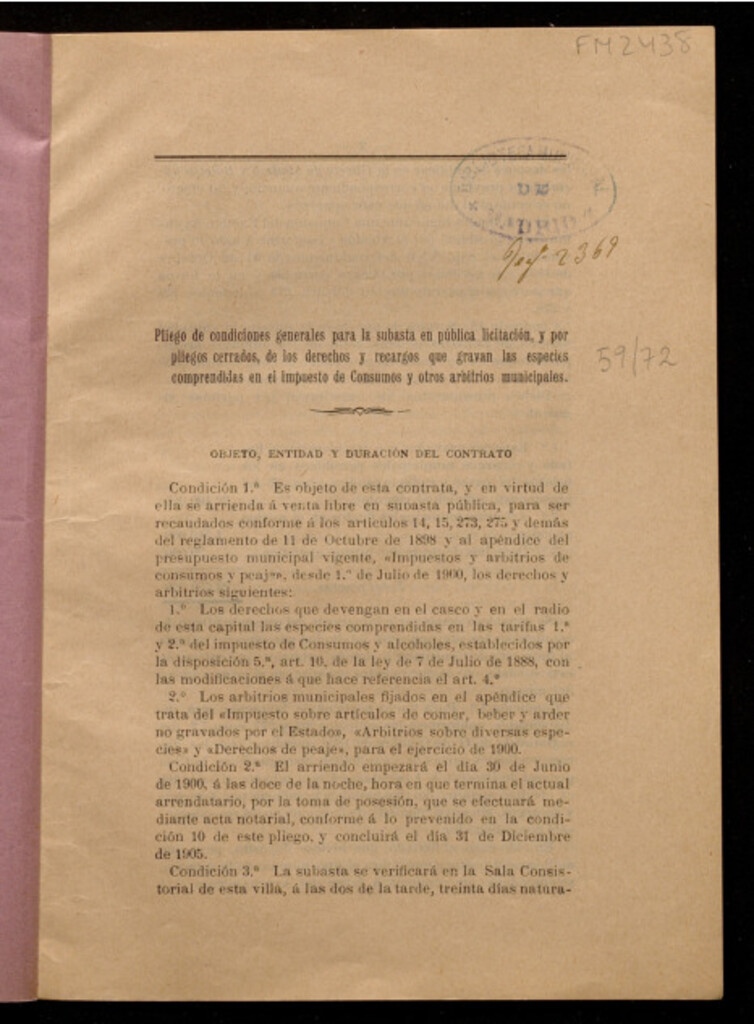 FM2438
BIBLIOTECA MUNICIPAL
DE
MADRID
2369
Pliego de condiciones generales para la subasta en pública licitación, y por
pliegos cerrados, de los derechos y recargos que gravan las especies
comprendidas en el impuesto de Consumos y otros arbitrios municipales.
59/72
OBJETO, ENTIDAD Y DURACIÓN DEL CONTRATO
Condición 1.ª Es objeto de esta contrata, y en virtud de
ella se arrienda á venta libre en subasta pública, para ser
recaudados conforme á los artículos 14, 15, 273, 275 y demás
del reglamento de 11 de Octubre de 1898 y al apéndice del
presupuesto municipal vigente, «Impuestos y arbitrios de
consumos y peaje», desde 1.º de Julio de 1900, los derechos y
arbitrios siguientes:
1.º Los derechos que devengan en el casco y en el radio
de esta capital las especies comprendidas en las tarifas 1.ª
y 2.ª del impuesto de Consumos y alcoholes, establecidos por
la disposición 5.ª, art. 10, de la ley de 7 de Julio de 1888, con
las modificaciones á que hace referencia el art. 4.º
2.º Los arbitrios municipales fijados en el apéndice que
trata del «Impuesto sobre artículos de comer, beber y arder
no gravados por el Estado», «Arbitrios sobre diversas espe-
cies» y «Derechos de peaje», para el ejercicio de 1900.
Condición 2.ª El arriendo empezará el día 30 de Junio
de 1900, á las doce de la noche, hora en que termina el actual
arrendatario, por la toma de posesión, que se efectuará me-
diante acta notarial, conforme á lo prevenido en la condi-
ción 10 de este pliego, y concluirá el día 31 de Diciembre
de 1905.
Condición 3.ª La subasta se verificará en la Sala Consis-
torial de esta villa, á las dos de la tarde, treinta días natura-